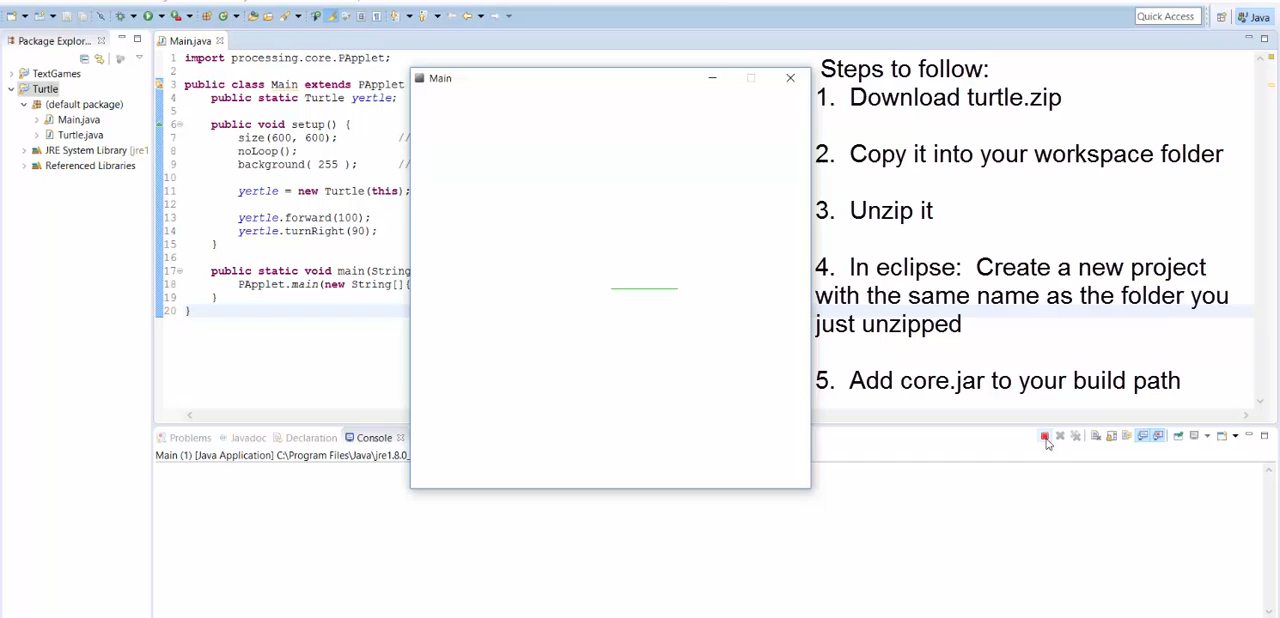 Quick Access
Java
Package Explor...
Main.java
TextGames
Turtle
(default package)
Main.java
Turtle.java
JRE System Library [jre1
Referenced Libraries
1 import processing.core.PApplet;
2
3 public class Main extends PApplet
4 public static Turtle yertle;
5
6 public void setup() {
7 size(600, 600); //
8 noLoop();
9 background( 255 ); //
10
11 yertle = new Turtle(this);
12
13 yertle.forward(100);
14 yertle.turnRight(90);
15 }
16
17 public static void main(String
18 PApplet.main(new String[]{
19 }
20 }
Main
Steps to follow:
1. Download turtle.zip
2. Copy it into your workspace folder
3. Unzip it
4. In eclipse: Create a new project
with the same name as the folder you
just unzipped
5. Add core.jar to your build path
Problems
Javadoc
Declaration
Console
Main (1) [Java Application] C:\Program Files\Java\jre1.8.0_